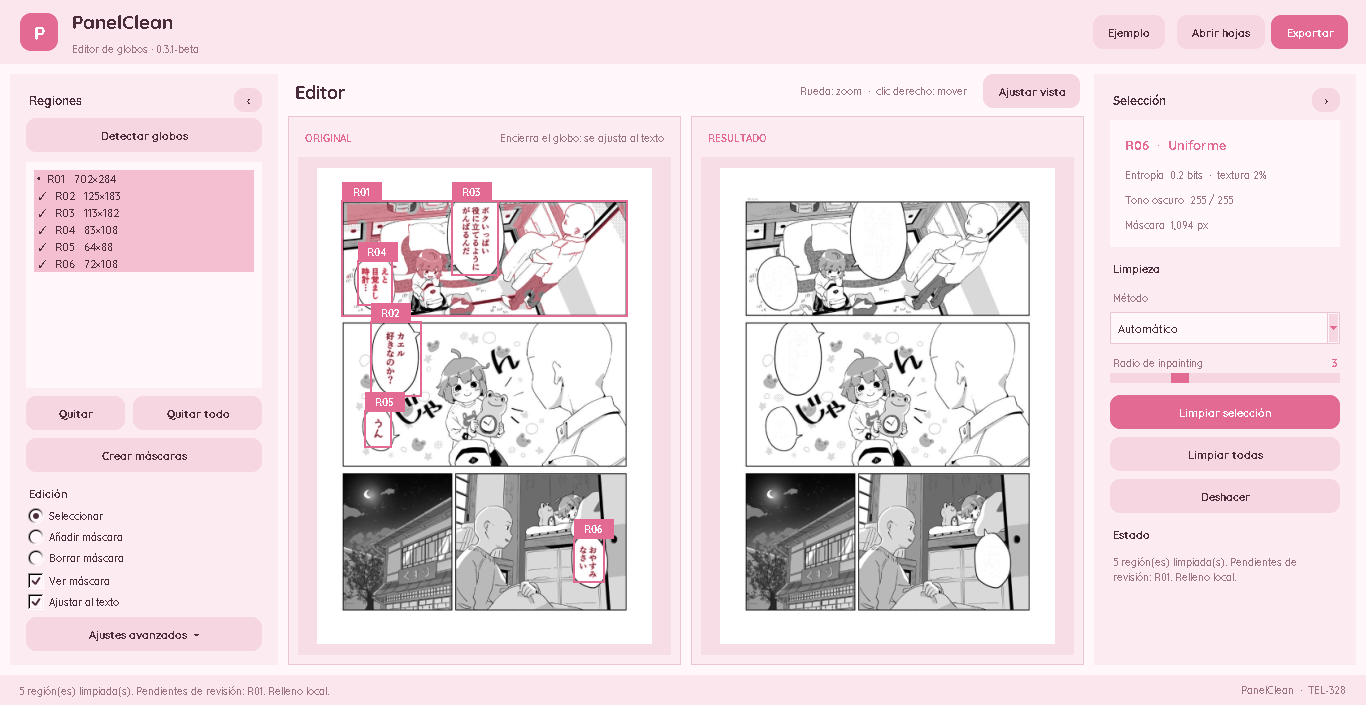 P
PanelClean
Editor de globos · 0.3.1-beta
Ejemplo
Abrir hojas
Exportar
Regiones
‹
Detectar globos
• R01 702×284
✓ R02 125×183
✓ R03 113×182
✓ R04 83×108
✓ R05 64×88
✓ R06 72×108
Quitar
Quitar todo
Crear máscaras
Edición
Seleccionar
Añadir máscara
Borrar máscara
Ver máscara
Ajustar al texto
Ajustes avanzados
Editor
Rueda: zoom · clic derecho: mover
Ajustar vista
ORIGINAL
Encierra el globo: se ajusta al texto
R01
R03
ボクいっぱい
役に立てるように
がんばるんだ
R04
えと
目覚まし
時計…
R02
カエル
好きなのか？
R05
うん
んじゃ
R06
おやすみ
なさい
RESULTADO
んじゃ
Selección
›
R06 · Uniforme
Entropía 0.2 bits · textura 2%
Tono oscuro 255 / 255
Máscara 1,094 px
Limpieza
Método
Automático
Radio de inpainting
3
Limpiar selección
Limpiar todas
Deshacer
Estado
5 región(es) limpiada(s). Pendientes de
revisión: R01. Relleno local.
5 región(es) limpiada(s). Pendientes de revisión: R01. Relleno local.
PanelClean · TEL-328